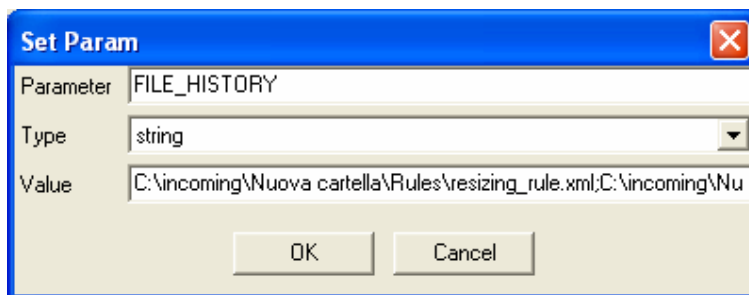 Set Param
Parameter FILE_HISTORY
Type string
Value C:\incoming\Nuova cartella\Rules\resizing_rule.xml;C:\incoming\Nu
OK Cancel